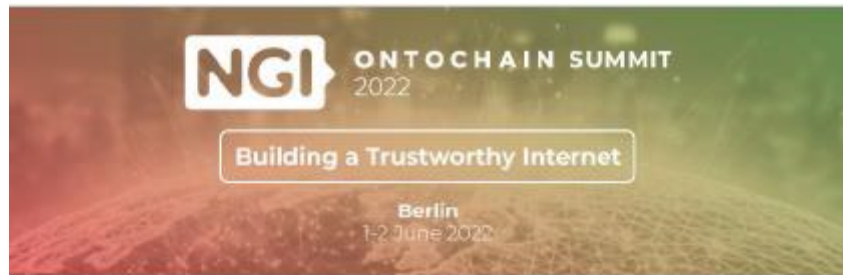 NGI ONTOCHAIN SUMMIT
2022
Building a Trustworthy Internet
Berlin
1-2 June 2022